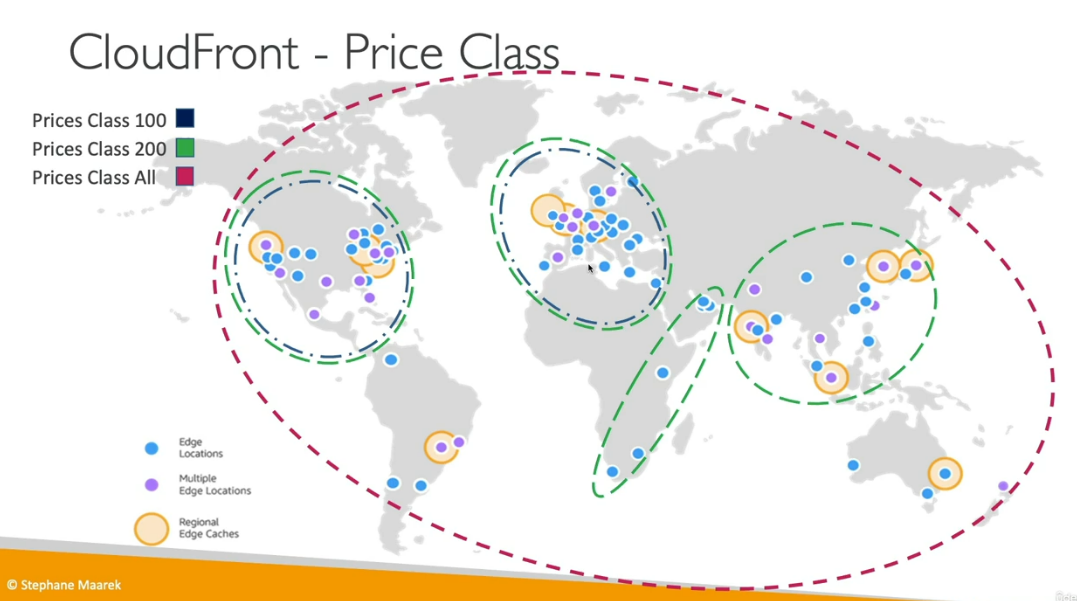 CloudFront - Price Class
Prices Class 100
Prices Class 200
Prices Class All
Edge
Locations
Multiple
Edge Locations
Regional
Edge Caches
© Stephane Maarek